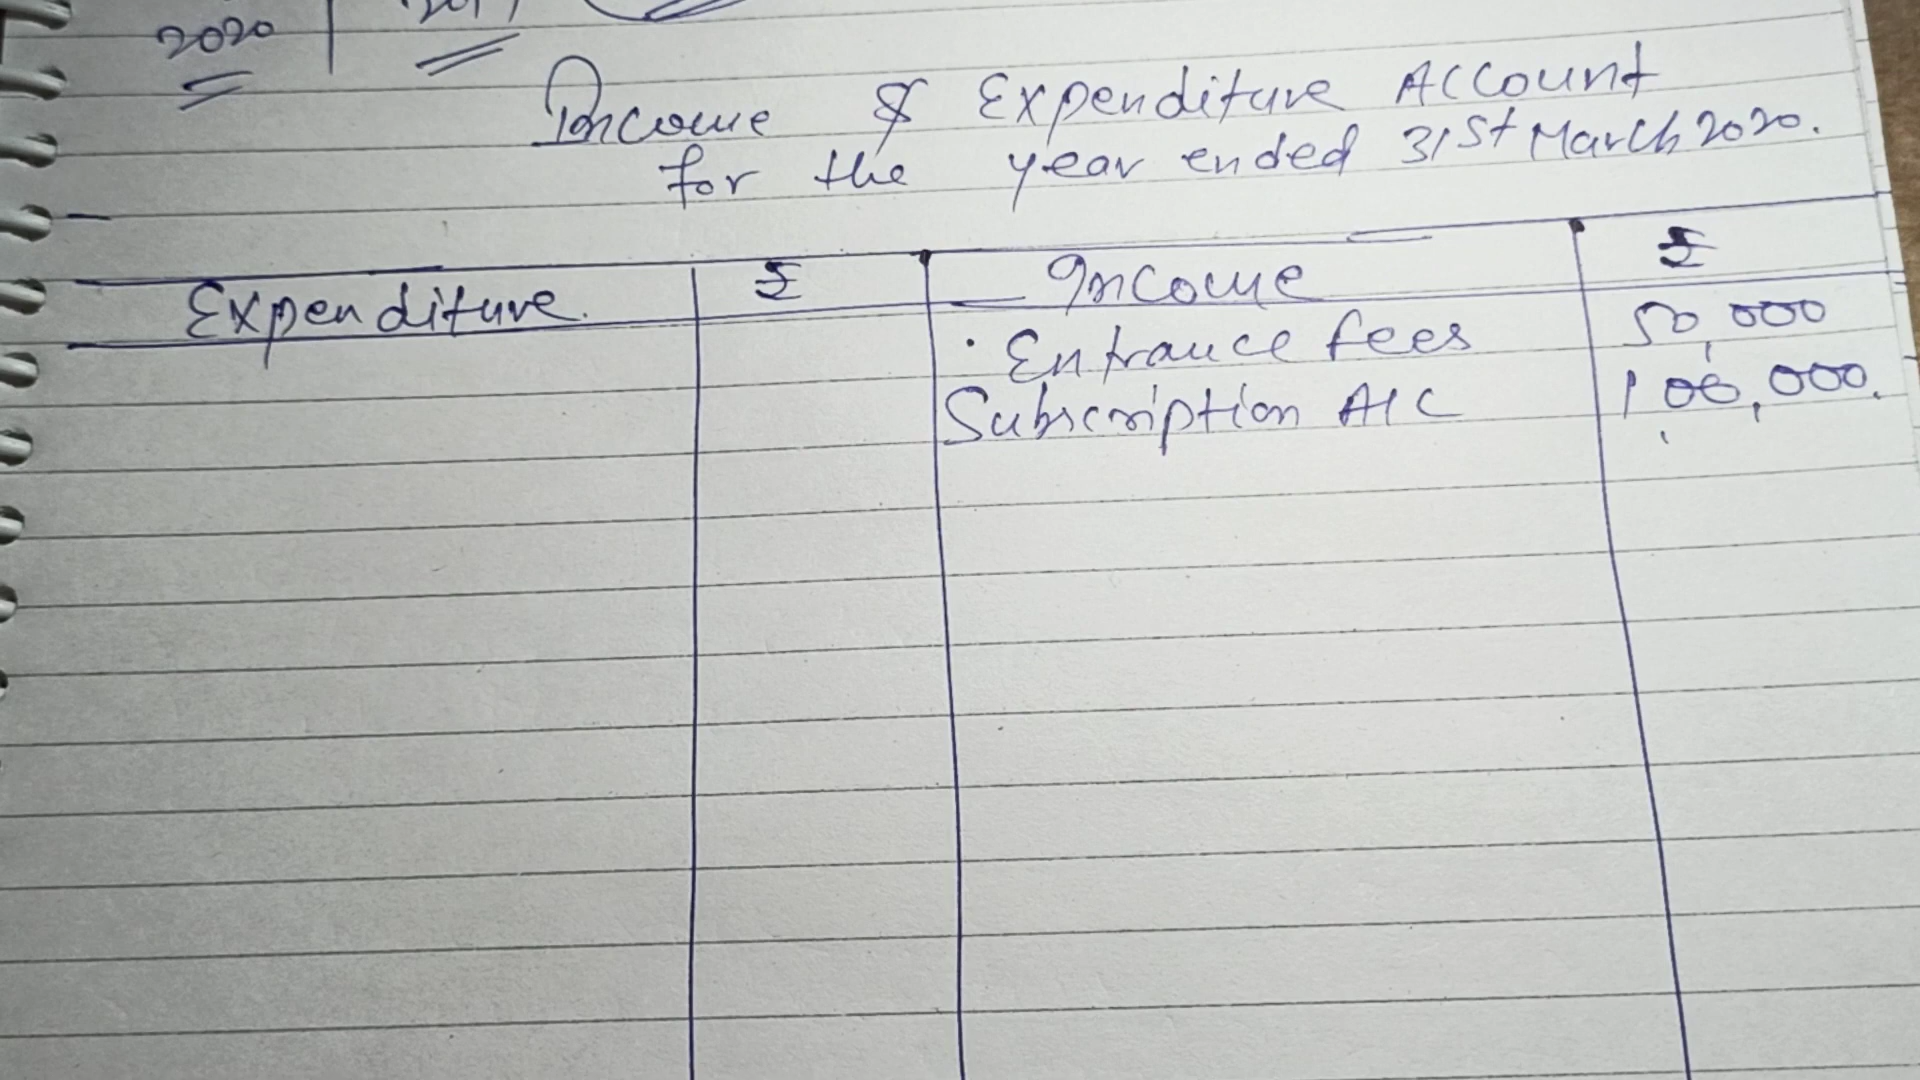 2020 2019
Income & Expenditure Account
for the year ended 31st March 2020.
Expenditure. ₹ Income ₹
Entrance fees 50,000
Subscription A/C 1,00,000.